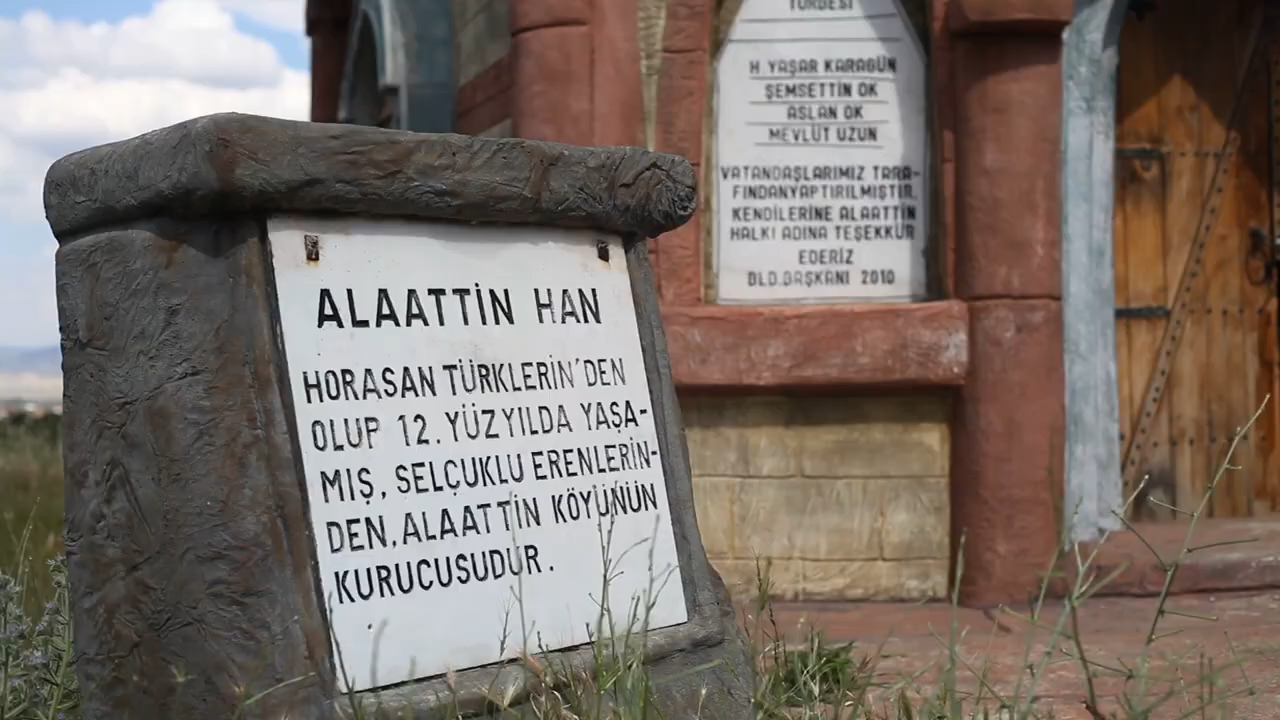 ALAATTİN HAN
HORASAN TÜRKLERİN'DEN
OLUP 12. YÜZYILDA YAŞA-
MIŞ, SELÇUKLU ERENLERİN-
DEN, ALAATTİN KÖYÜNÜN
KURUCUSUDUR.
TÜRBESİ
H. YAŞAR KARAGÜN
ŞEMSETTİN OK
ASLAN OK
MEVLÜT UZUN
VATANDAŞLARIMIZ TARA-
FINDANYAPTIRILMIŞTIR.
KENDİLERİNE ALAATTİN
HALKI ADINA TEŞEKKÜR
EDERİZ
BLD.BAŞKANI 2010